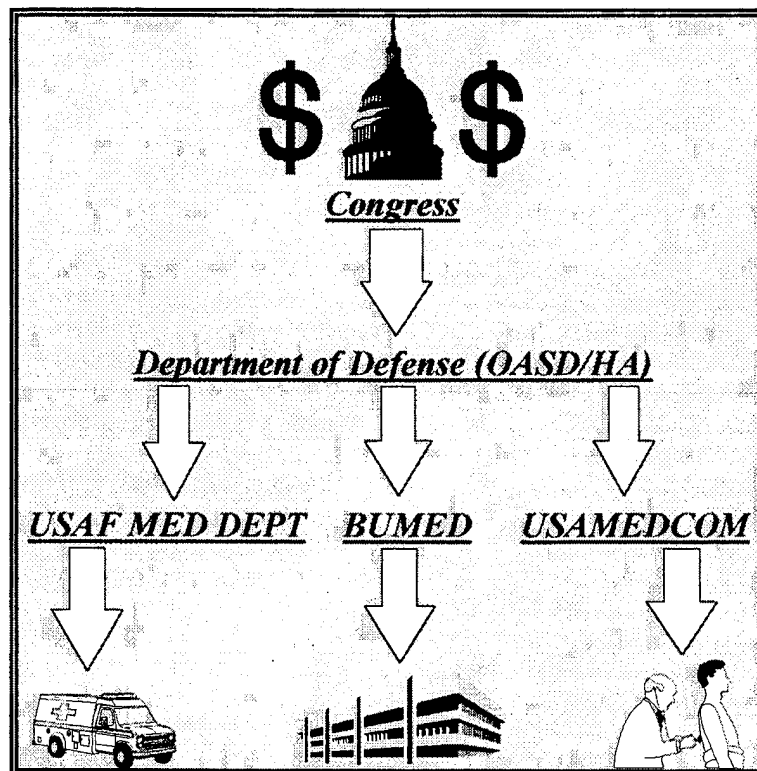 $ $
Congress
Department of Defense (OASD/HA)
USAF MED DEPT BUMED USAMEDCOM